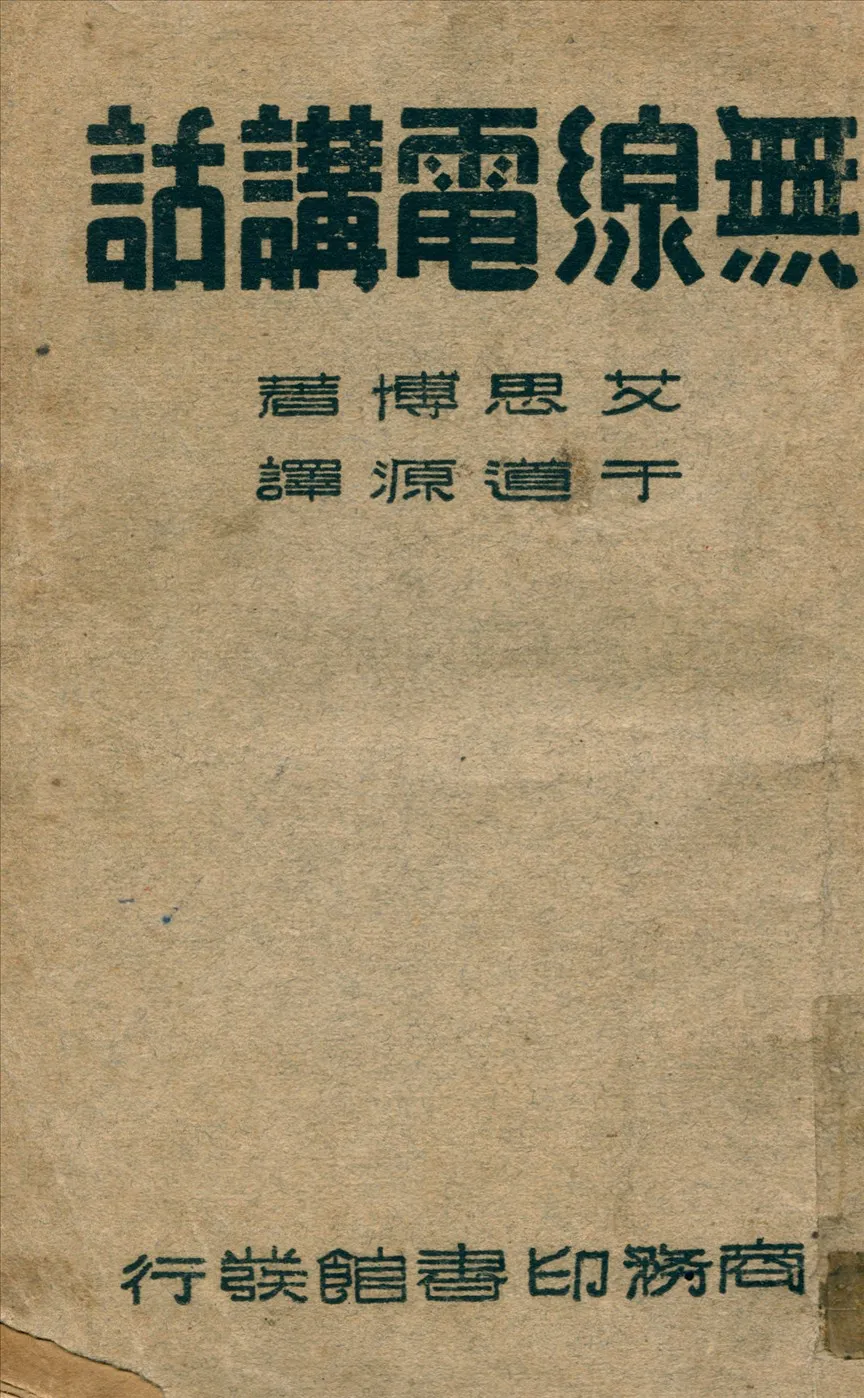 無線電講話
艾思博著
于道源譯
商務印書館發行